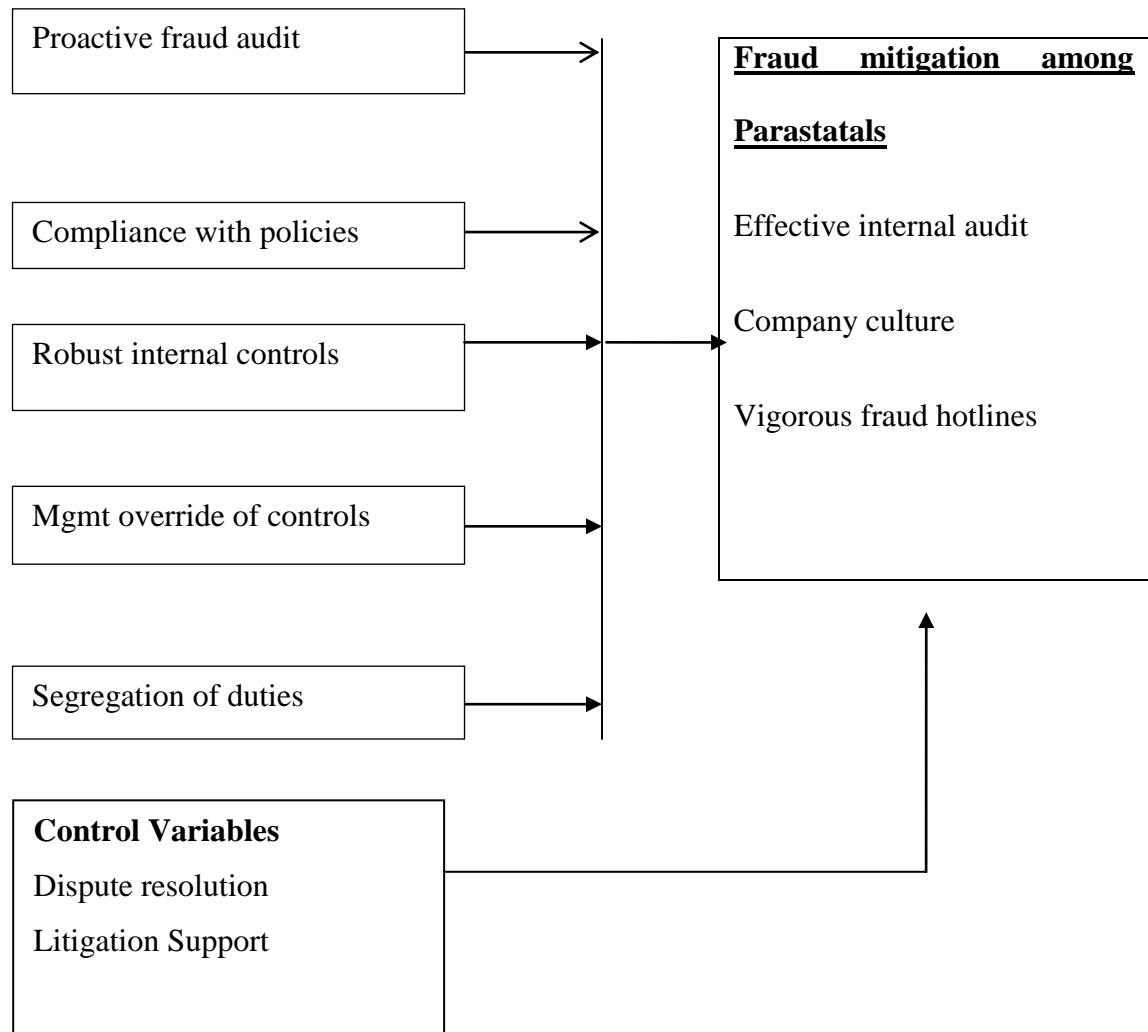 Proactive fraud audit
Compliance with policies
Robust internal controls
Mgmt override of controls
Segregation of duties
Fraud mitigation among
Parastatals
Effective internal audit
Company culture
Vigorous fraud hotlines
Control Variables
Dispute resolution
Litigation Support